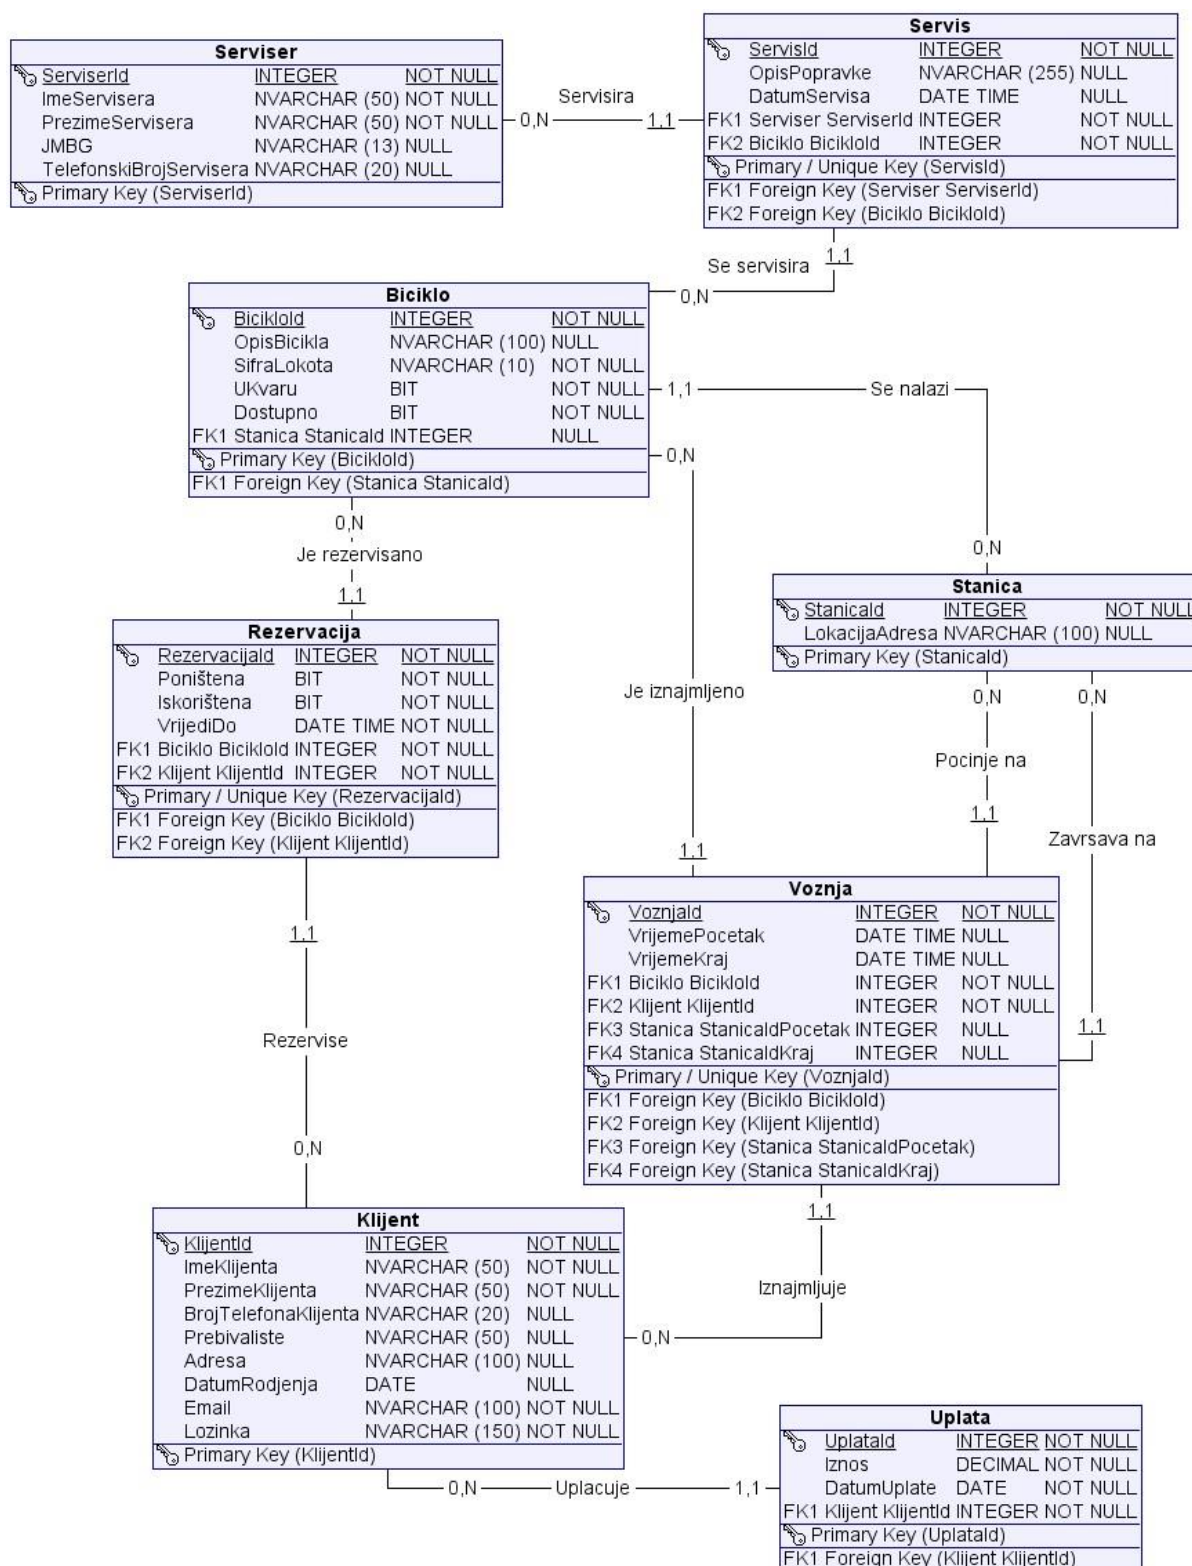 Serviser
ServiserId INTEGER NOT NULL
ImeServisera NVARCHAR (50) NOT NULL
PrezimeServisera NVARCHAR (50) NOT NULL
JMBG NVARCHAR (13) NULL
TelefonskiBrojServisera NVARCHAR (20) NULL
Primary Key (ServiserId)
0,N Servisira 1,1
Servis
ServisId INTEGER NOT NULL
OpisPopravke NVARCHAR (255) NULL
DatumServisa DATE TIME NULL
FK1 Serviser ServiserId INTEGER NOT NULL
FK2 Biciklo BicikloId INTEGER NOT NULL
Primary / Unique Key (ServisId)
FK1 Foreign Key (Serviser ServiserId)
FK2 Foreign Key (Biciklo BicikloId)
1,1
Se servisira
0,N
Biciklo
BicikloId INTEGER NOT NULL
OpisBicikla NVARCHAR (100) NULL
SifraLokota NVARCHAR (10) NOT NULL
UKvaru BIT NOT NULL
Dostupno BIT NOT NULL
FK1 Stanica StanicaId INTEGER NULL
Primary Key (BicikloId)
FK1 Foreign Key (Stanica StanicaId)
1,1 Se nalazi
0,N
0,N
0,N
Je rezervisano
1,1
Stanica
StanicaId INTEGER NOT NULL
LokacijaAdresa NVARCHAR (100) NULL
Primary Key (StanicaId)
Rezervacija
RezervacijaId INTEGER NOT NULL
Poništena BIT NOT NULL
Iskorištena BIT NOT NULL
VrijediDo DATE TIME NOT NULL
FK1 Biciklo BicikloId INTEGER NOT NULL
FK2 Klijent KlijentId INTEGER NOT NULL
Primary / Unique Key (RezervacijaId)
FK1 Foreign Key (Biciklo BicikloId)
FK2 Foreign Key (Klijent KlijentId)
Je iznajmljeno
1,1
0,N
Pocinje na
1,1
0,N
Zavrsava na
1,1
Voznja
VoznjaId INTEGER NOT NULL
VrijemePocetak DATE TIME NULL
VrijemeKraj DATE TIME NULL
FK1 Biciklo BicikloId INTEGER NOT NULL
FK2 Klijent KlijentId INTEGER NOT NULL
FK3 Stanica StanicaIdPocetak INTEGER NULL
FK4 Stanica StanicaIdKraj INTEGER NULL
Primary / Unique Key (VoznjaId)
FK1 Foreign Key (Biciklo BicikloId)
FK2 Foreign Key (Klijent KlijentId)
FK3 Foreign Key (Stanica StanicaIdPocetak)
FK4 Foreign Key (Stanica StanicaIdKraj)
1,1
Rezervise
0,N
Klijent
KlijentId INTEGER NOT NULL
ImeKlijenta NVARCHAR (50) NOT NULL
PrezimeKlijenta NVARCHAR (50) NOT NULL
BrojTelefonaKlijenta NVARCHAR (20) NULL
Prebivaliste NVARCHAR (50) NULL
Adresa NVARCHAR (100) NULL
DatumRodjenja DATE NULL
Email NVARCHAR (100) NOT NULL
Lozinka NVARCHAR (150) NOT NULL
Primary Key (KlijentId)
1,1
Iznajmljuje
0,N
0,N Uplacuje 1,1
Uplata
UplataId INTEGER NOT NULL
Iznos DECIMAL NOT NULL
DatumUplate DATE NOT NULL
FK1 Klijent KlijentId INTEGER NOT NULL
Primary Key (UplataId)
FK1 Foreign Key (Klijent KlijentId)